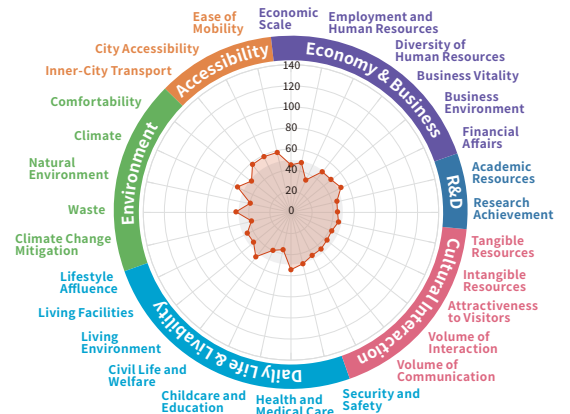 Economic
Scale
Employment and
Human Resources
Diversity of
Human Resources
Business Vitality
Business
Environment
Financial
Affairs
Academic
Resources
Research
Achievement
Tangible
Resources
Intangible
Resources
Attractiveness
to Visitors
Volume of
Interaction
Volume of
Communication
Security and
Safety
Health and
Medical Care
Childcare and
Education
Civil Life and
Welfare
Living
Environment
Living Facilities
Lifestyle
Affluence
Climate Change
Mitigation
Waste
Natural
Environment
Climate
Comfortability
Inner-City Transport
City Accessibility
Ease of
Mobility
Economy & Business
R&D
Cultural Interaction
Daily Life & Livability
Environment
Accessibility
140
120
100
80
60
40
20
0